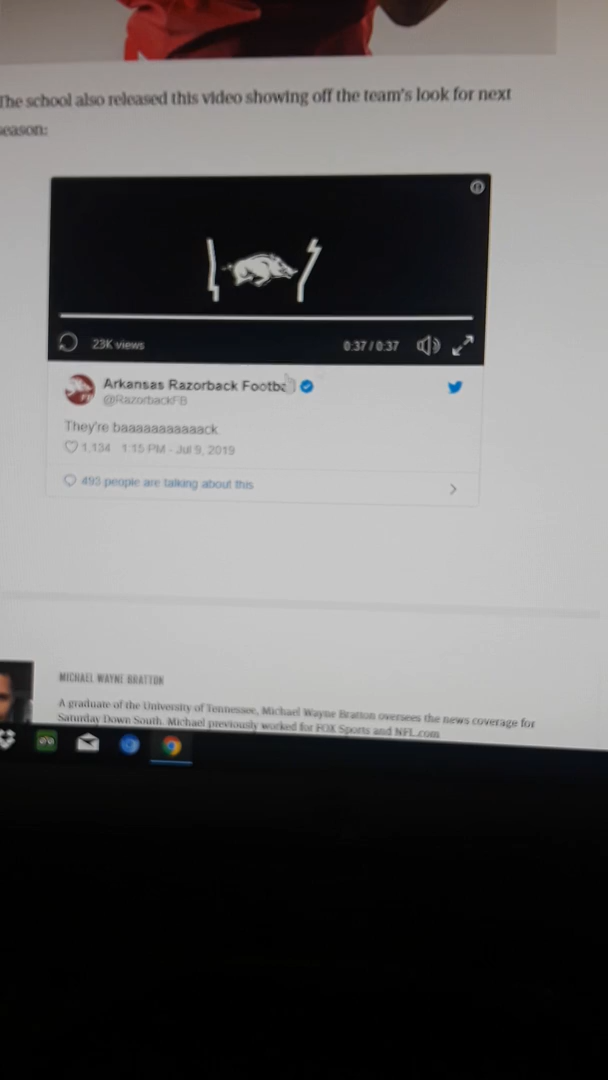 The school also released this video showing off the team's look for next
season:
23K views
0:37 / 0:37
Arkansas Razorback Footba
@RazorbackFB
They're baaaaaaaaaaack.
1,134 1:15 PM - Jul 9, 2019
493 people are talking about this
MICHAEL WAYNE BRATTON
A graduate of the University of Tennessee, Michael Wayne Bratton oversees the news coverage for
Saturday Down South. Michael previously worked for FOX Sports and NFL.com